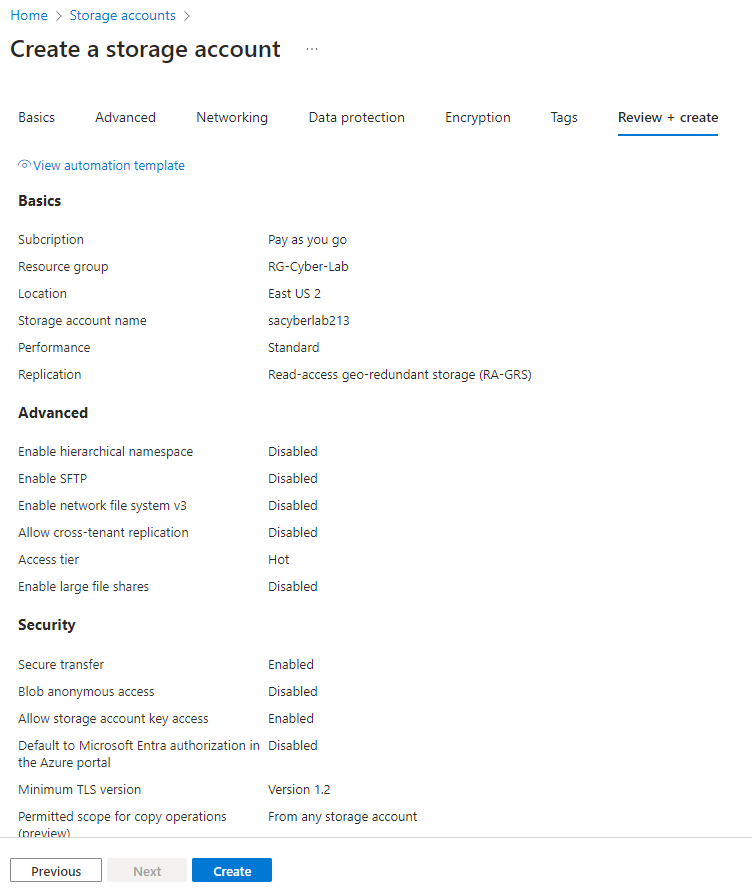 Home > Storage accounts >
Create a storage account ...
Basics Advanced Networking Data protection Encryption Tags Review + create
View automation template
Basics
Subcription Pay as you go
Resource group RG-Cyber-Lab
Location East US 2
Storage account name sacyberlab213
Performance Standard
Replication Read-access geo-redundant storage (RA-GRS)
Advanced
Enable hierarchical namespace Disabled
Enable SFTP Disabled
Enable network file system v3 Disabled
Allow cross-tenant replication Disabled
Access tier Hot
Enable large file shares Disabled
Security
Secure transfer Enabled
Blob anonymous access Disabled
Allow storage account key access Enabled
Default to Microsoft Entra authorization in Disabled
the Azure portal
Minimum TLS version Version 1.2
Permitted scope for copy operations From any storage account
(preview)
Previous Next Create